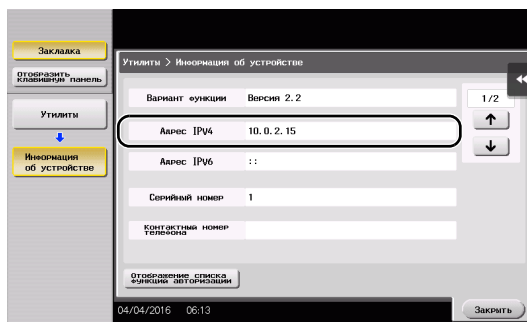 Закладка
Отобразить
клавишную панель
Утилиты
Информация
об устройстве
Утилиты > Информация об устройстве
Вариант функции Версия 2.2
1/2
Адрес IPv4 10.0.2.15
Адрес IPv6 ::
Серийный номер 1
Контактный номер
телефона
Отображение списка
функций авторизации
04/04/2016 06:13
Закрыть